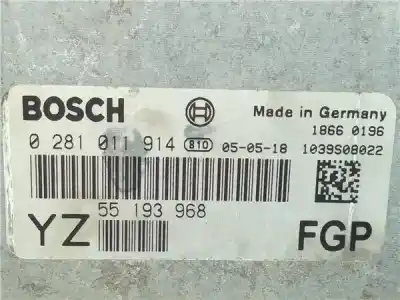 BOSCH
Made in Germany
1866 0196
0 281 011 914 810 05-05-18 1039S08022
55 193 968
YZ
FGP